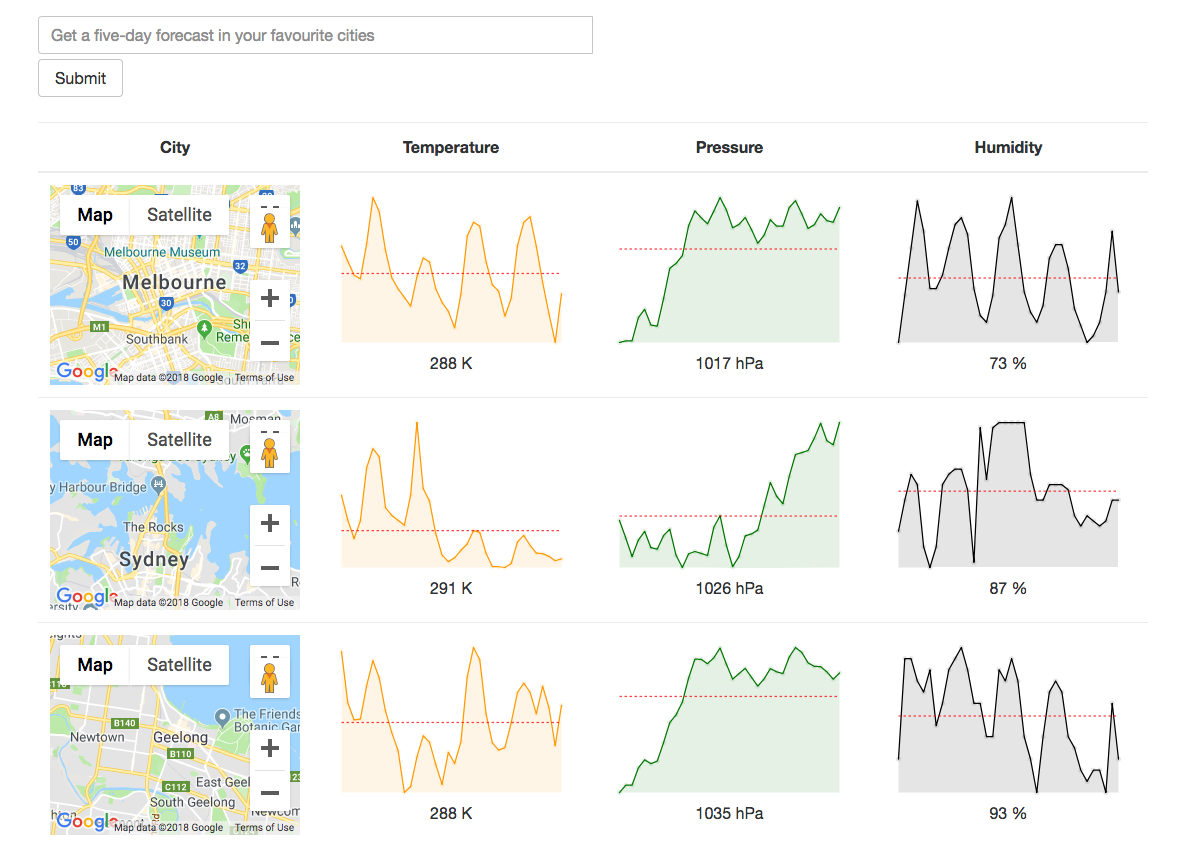 Get a five-day forecast in your favourite cities
Submit
City Temperature Pressure Humidity
83
Map Satellite
50
Melbourne Museum
32
Melbourne
30
M1
Southbank
Google Map data ©2018 Google Terms of Use
288 K 1017 hPa 73 %
A8 Mosman
Map Satellite
y Harbour Bridge
The Rocks
Sydney
Google Map data ©2018 Google Terms of Use
291 K 1026 hPa 87 %
Map Satellite
The Friends
B140 Botanic Gar
Newtown Geelong
B110
East Geel
C112
South Geelong
Newcom
Google Map data ©2018 Google Terms of Use
288 K 1035 hPa 93 %